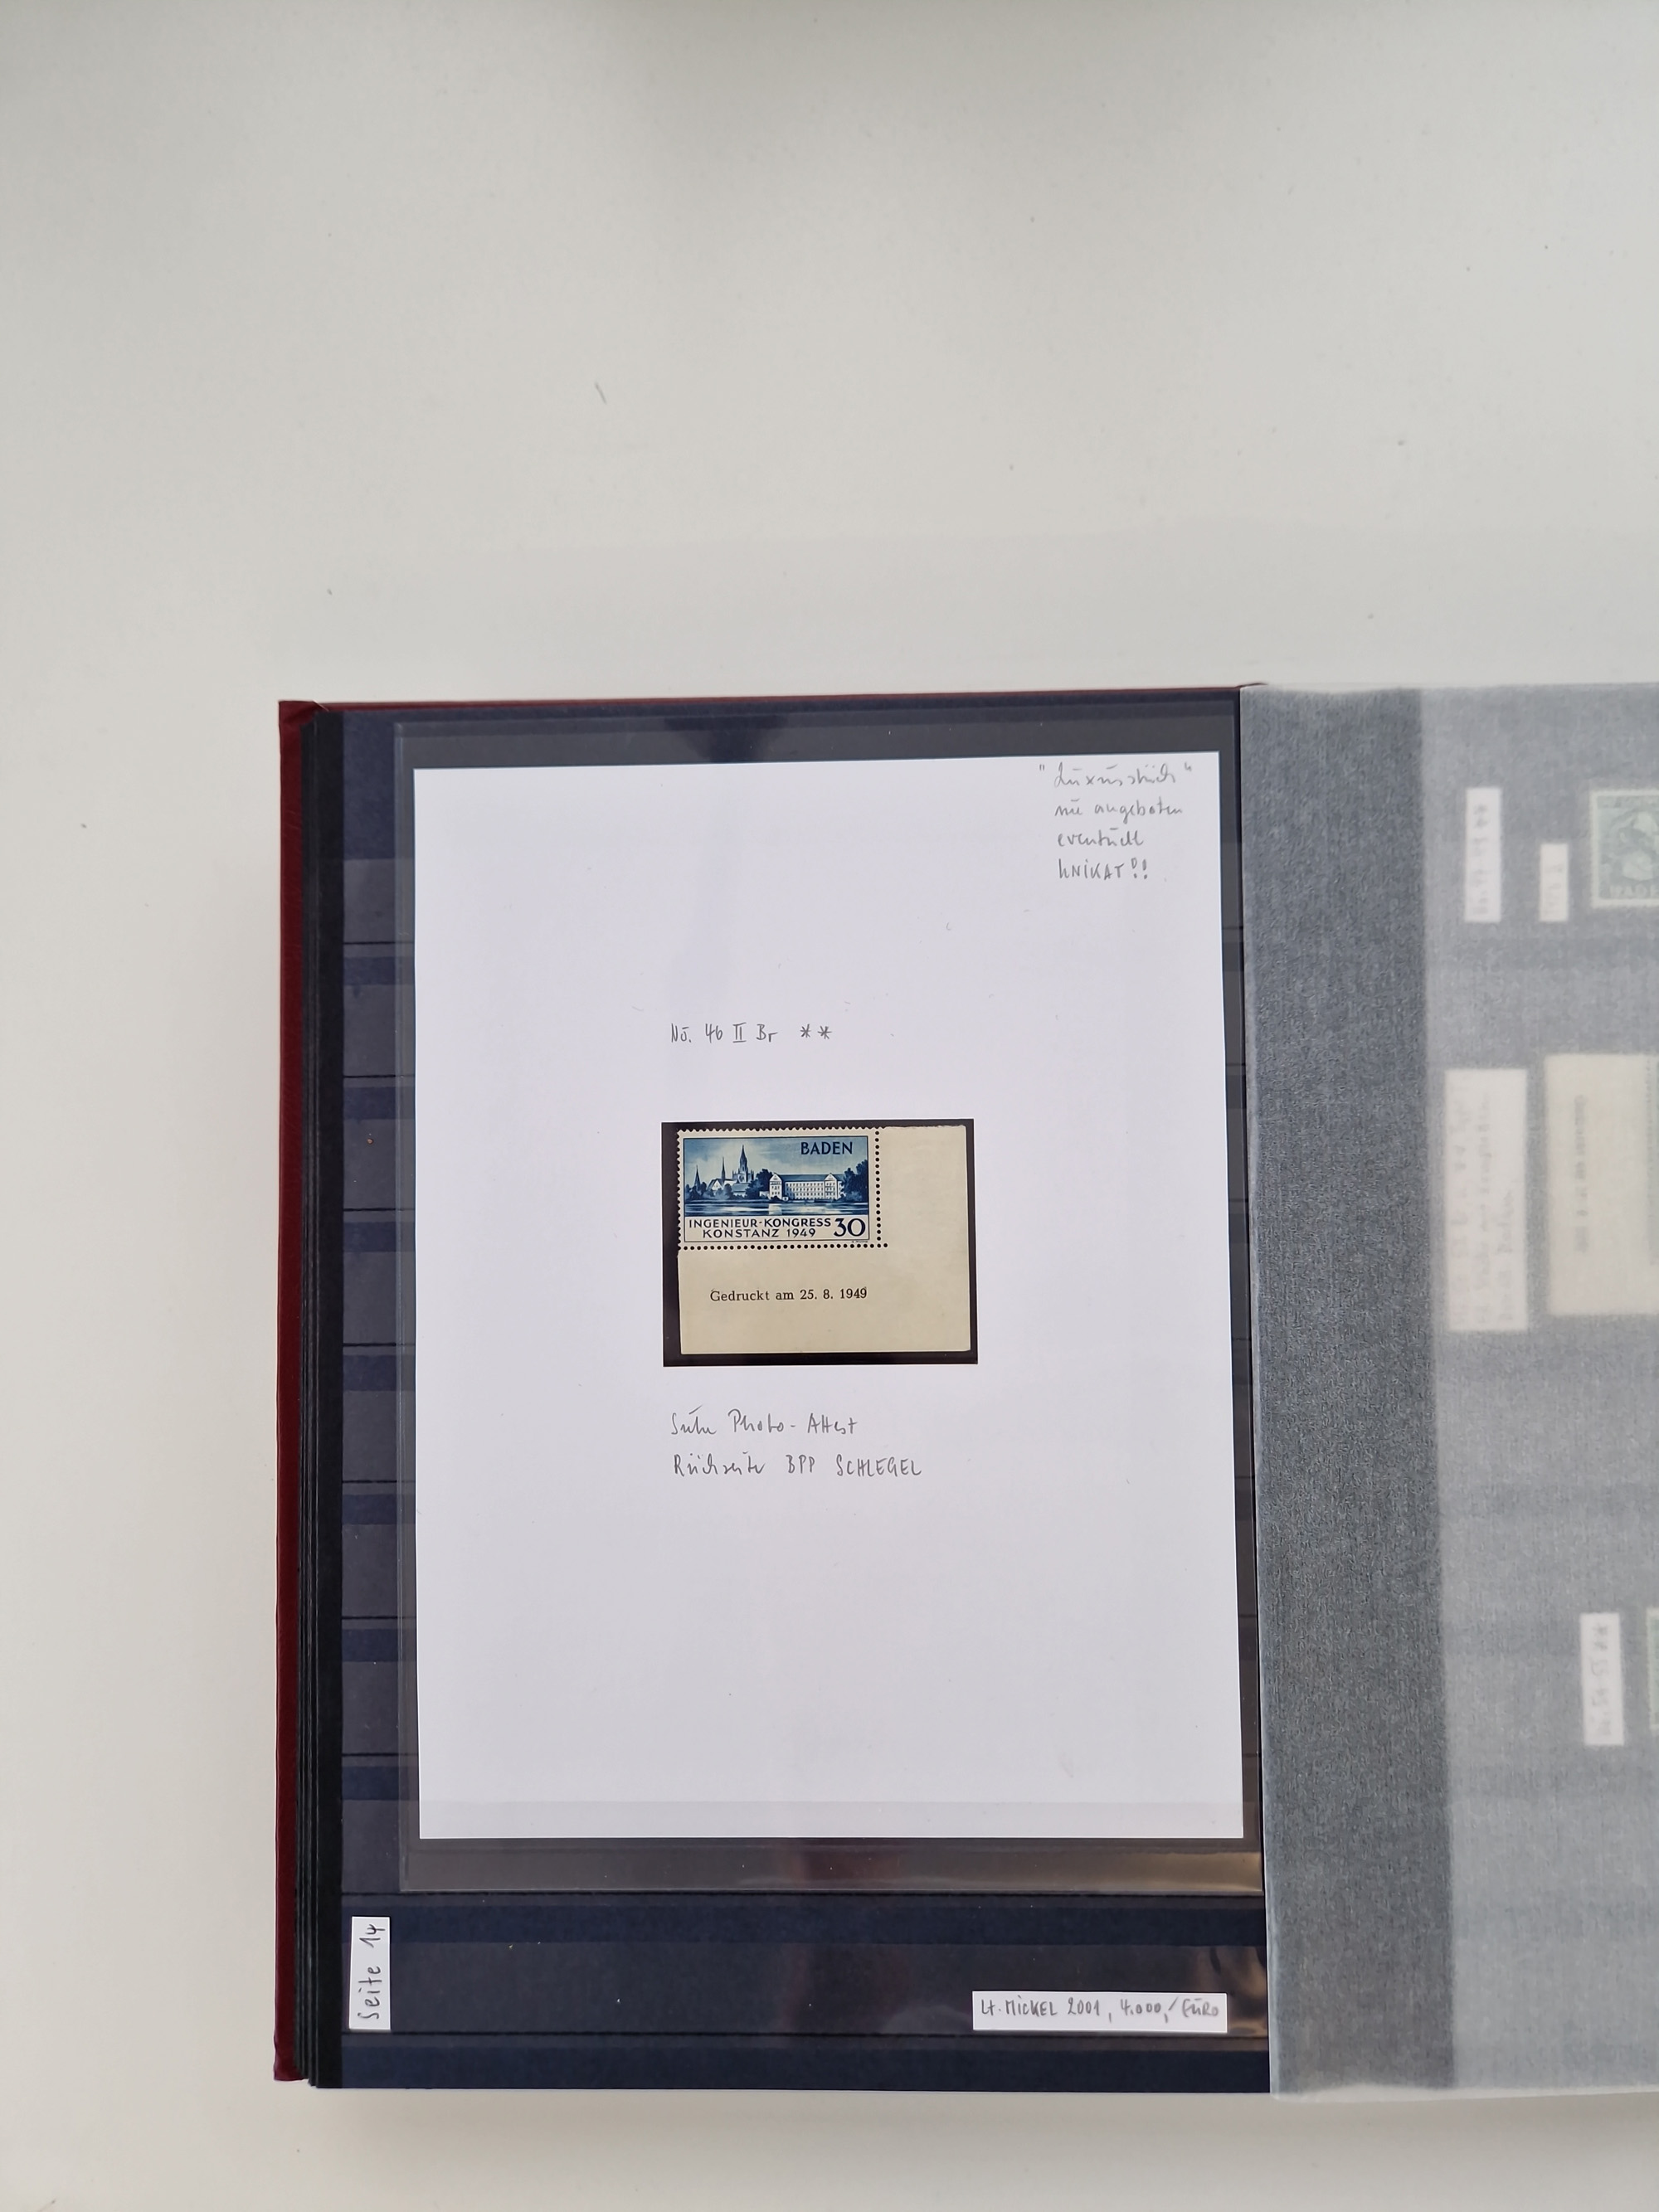 "Luxusstück"
nie angeboten
eventuell
UNIKAT!!
No. 46 II Br **
BADEN
INGENIEUR-KONGRESS
KONSTANZ 1949 30
Gedruckt am 25. 8. 1949
Siehe Photo-Attest
Rückseite BPP SCHLEGEL
Seite 14
Lt. MiCHEL 2001, 4.000,- EURO